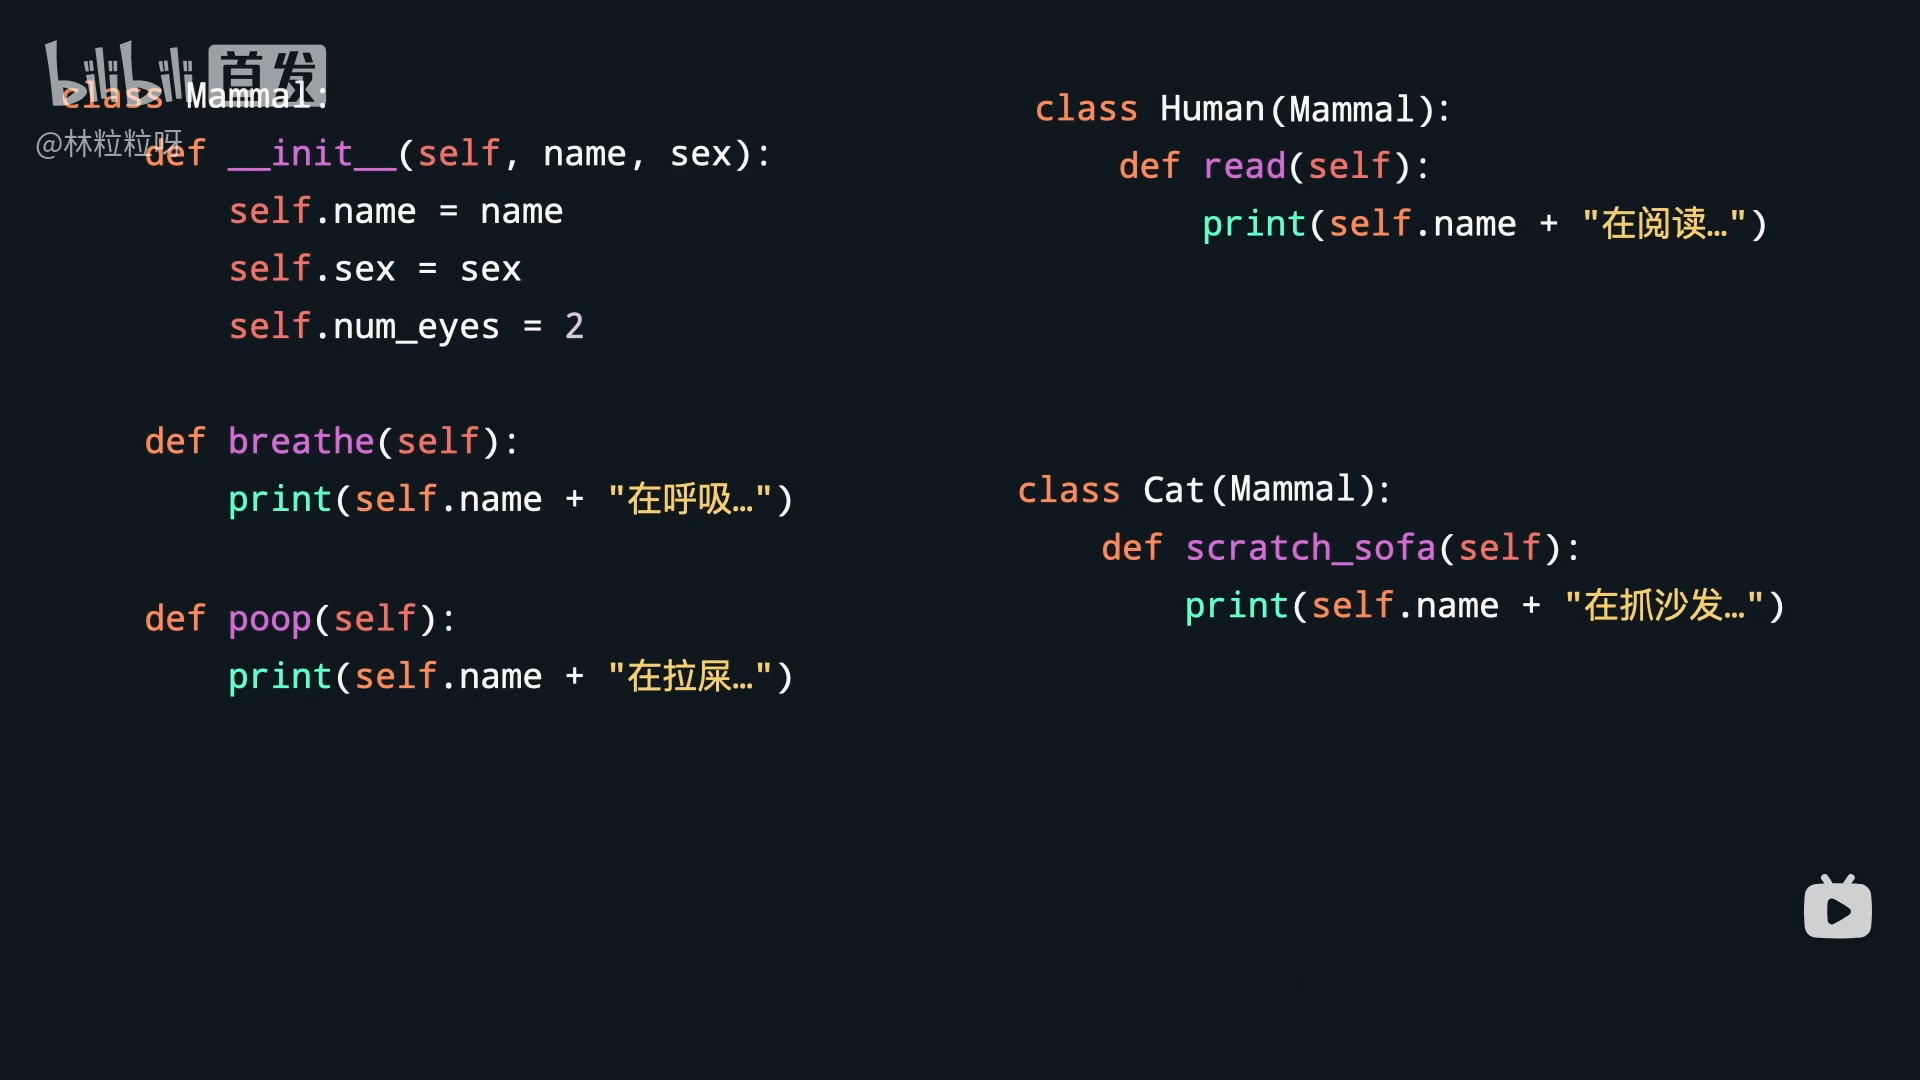 bilibili 首发
@林粒粒呀
class Mammal:
    def __init__(self, name, sex):
        self.name = name
        self.sex = sex
        self.num_eyes = 2
    def breathe(self):
        print(self.name + "在呼吸…")
    def poop(self):
        print(self.name + "在拉屎…")
class Human(Mammal):
    def read(self):
        print(self.name + "在阅读…")
class Cat(Mammal):
    def scratch_sofa(self):
        print(self.name + "在抓沙发…")